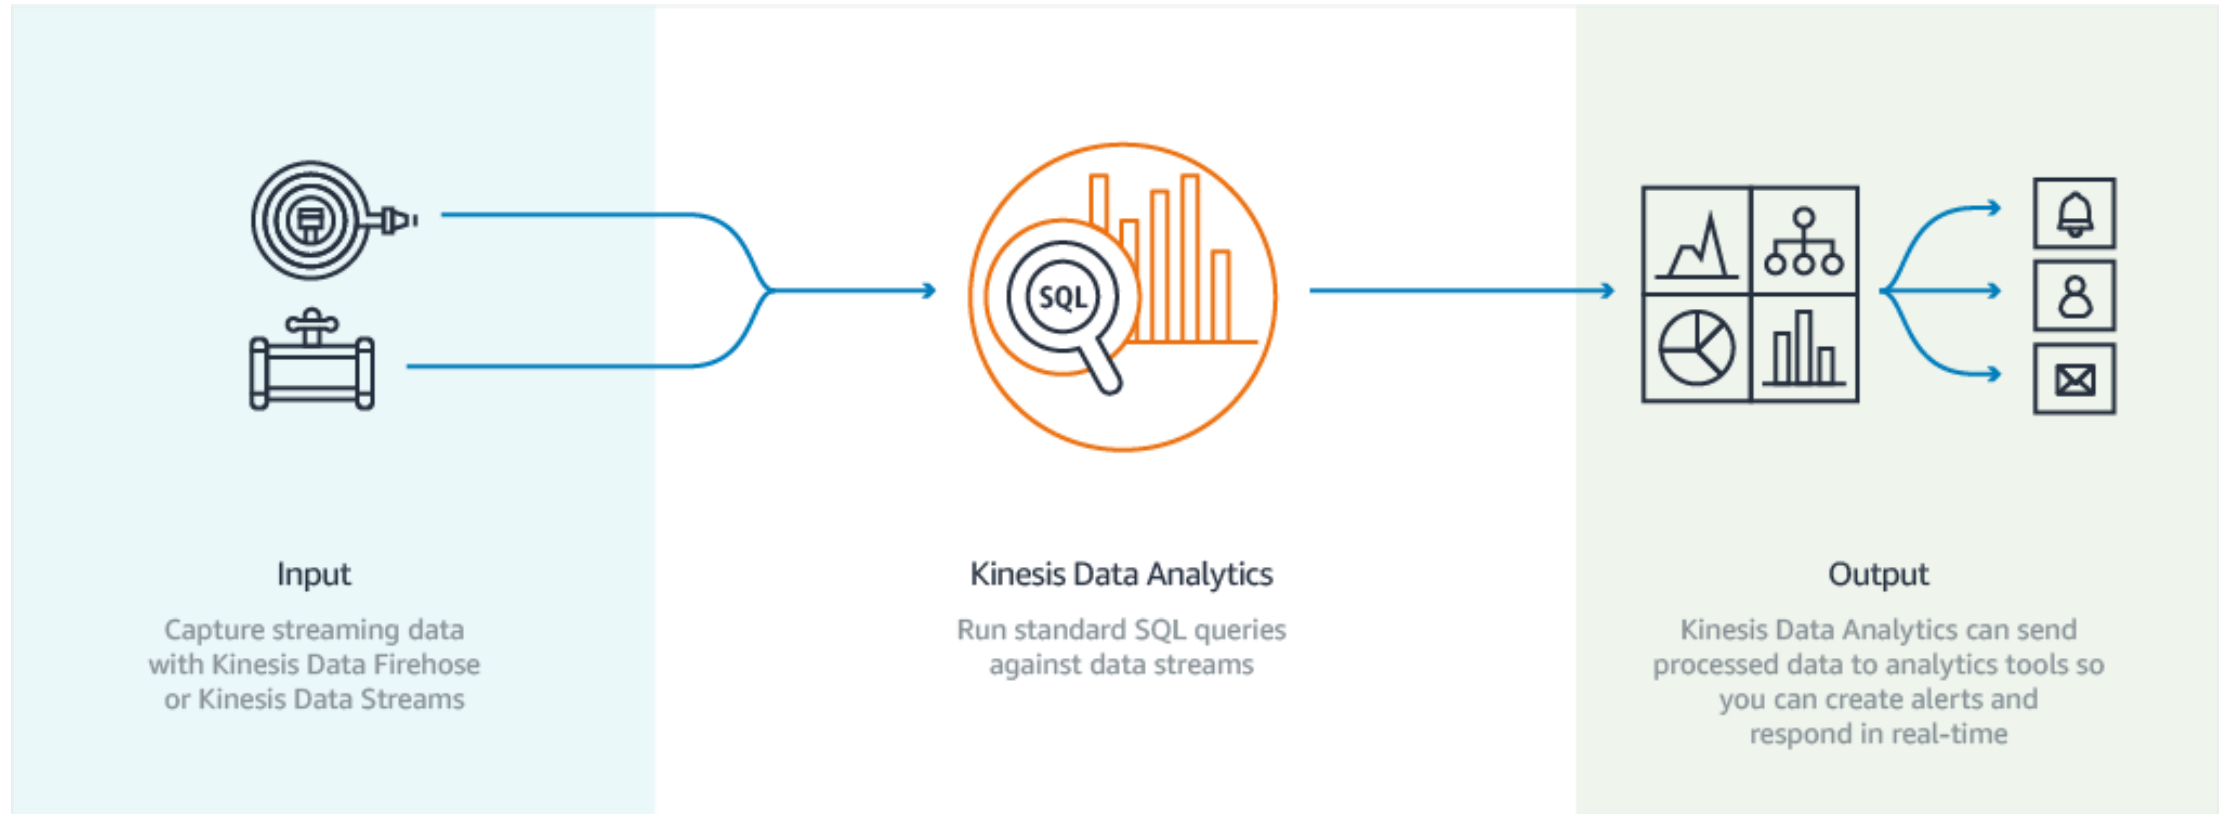 SQL
Input
Capture streaming data
with Kinesis Data Firehose
or Kinesis Data Streams
Kinesis Data Analytics
Run standard SQL queries
against data streams
Output
Kinesis Data Analytics can send
processed data to analytics tools so
you can create alerts and
respond in real-time